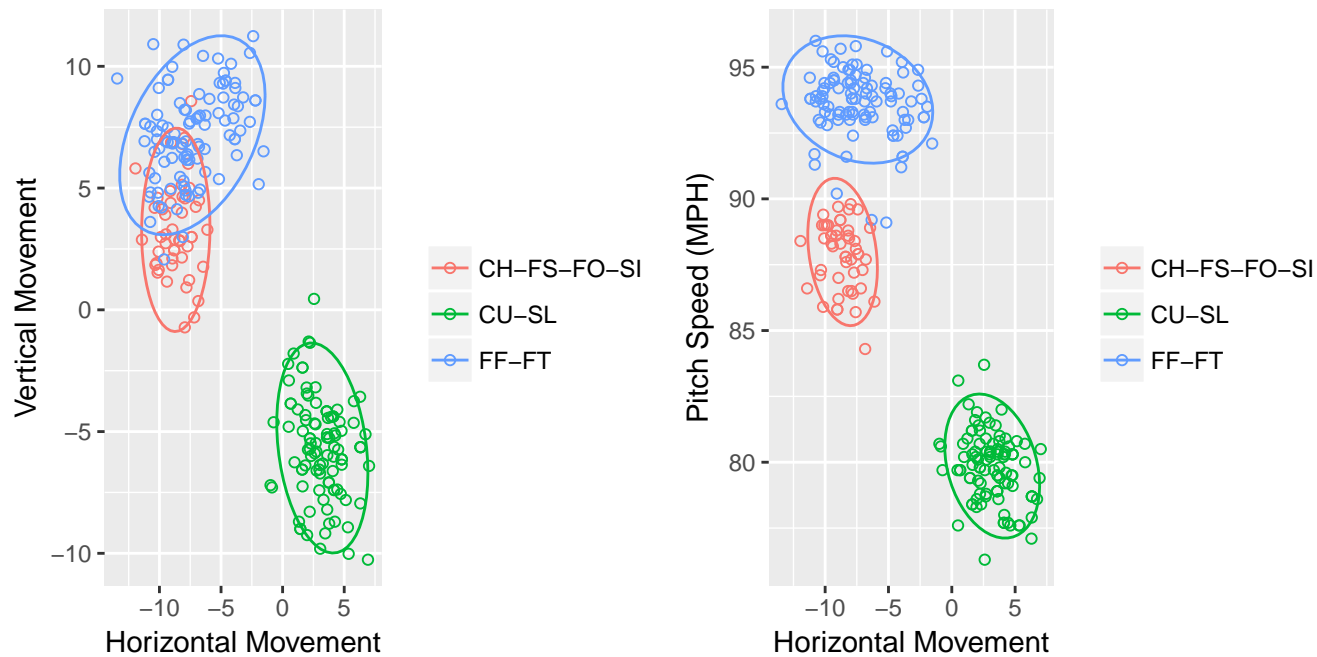 Vertical Movement
10
5
0
−5
−10
−10
−5
0
5
Horizontal Movement
CH−FS−FO−SI
CU−SL
FF−FT
Pitch Speed (MPH)
95
90
85
80
−10
−5
0
5
Horizontal Movement
CH−FS−FO−SI
CU−SL
FF−FT